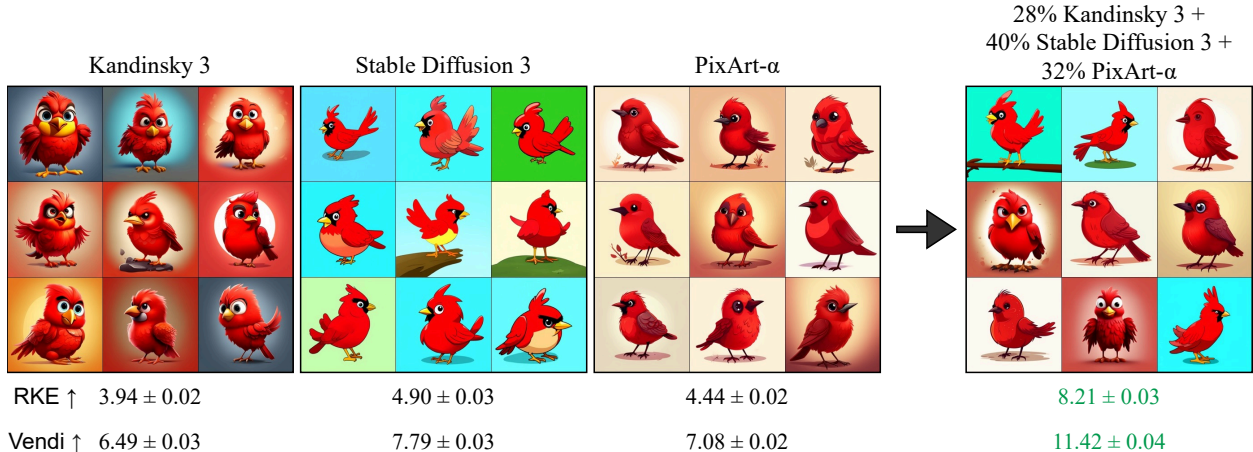 28% Kandinsky 3 +
40% Stable Diffusion 3 +
32% PixArt-α
Kandinsky 3
Stable Diffusion 3
PixArt-α
RKE ↑ 3.94 ± 0.02 4.90 ± 0.03 4.44 ± 0.02 8.21 ± 0.03
Vendi ↑ 6.49 ± 0.03 7.79 ± 0.03 7.08 ± 0.02 11.42 ± 0.04